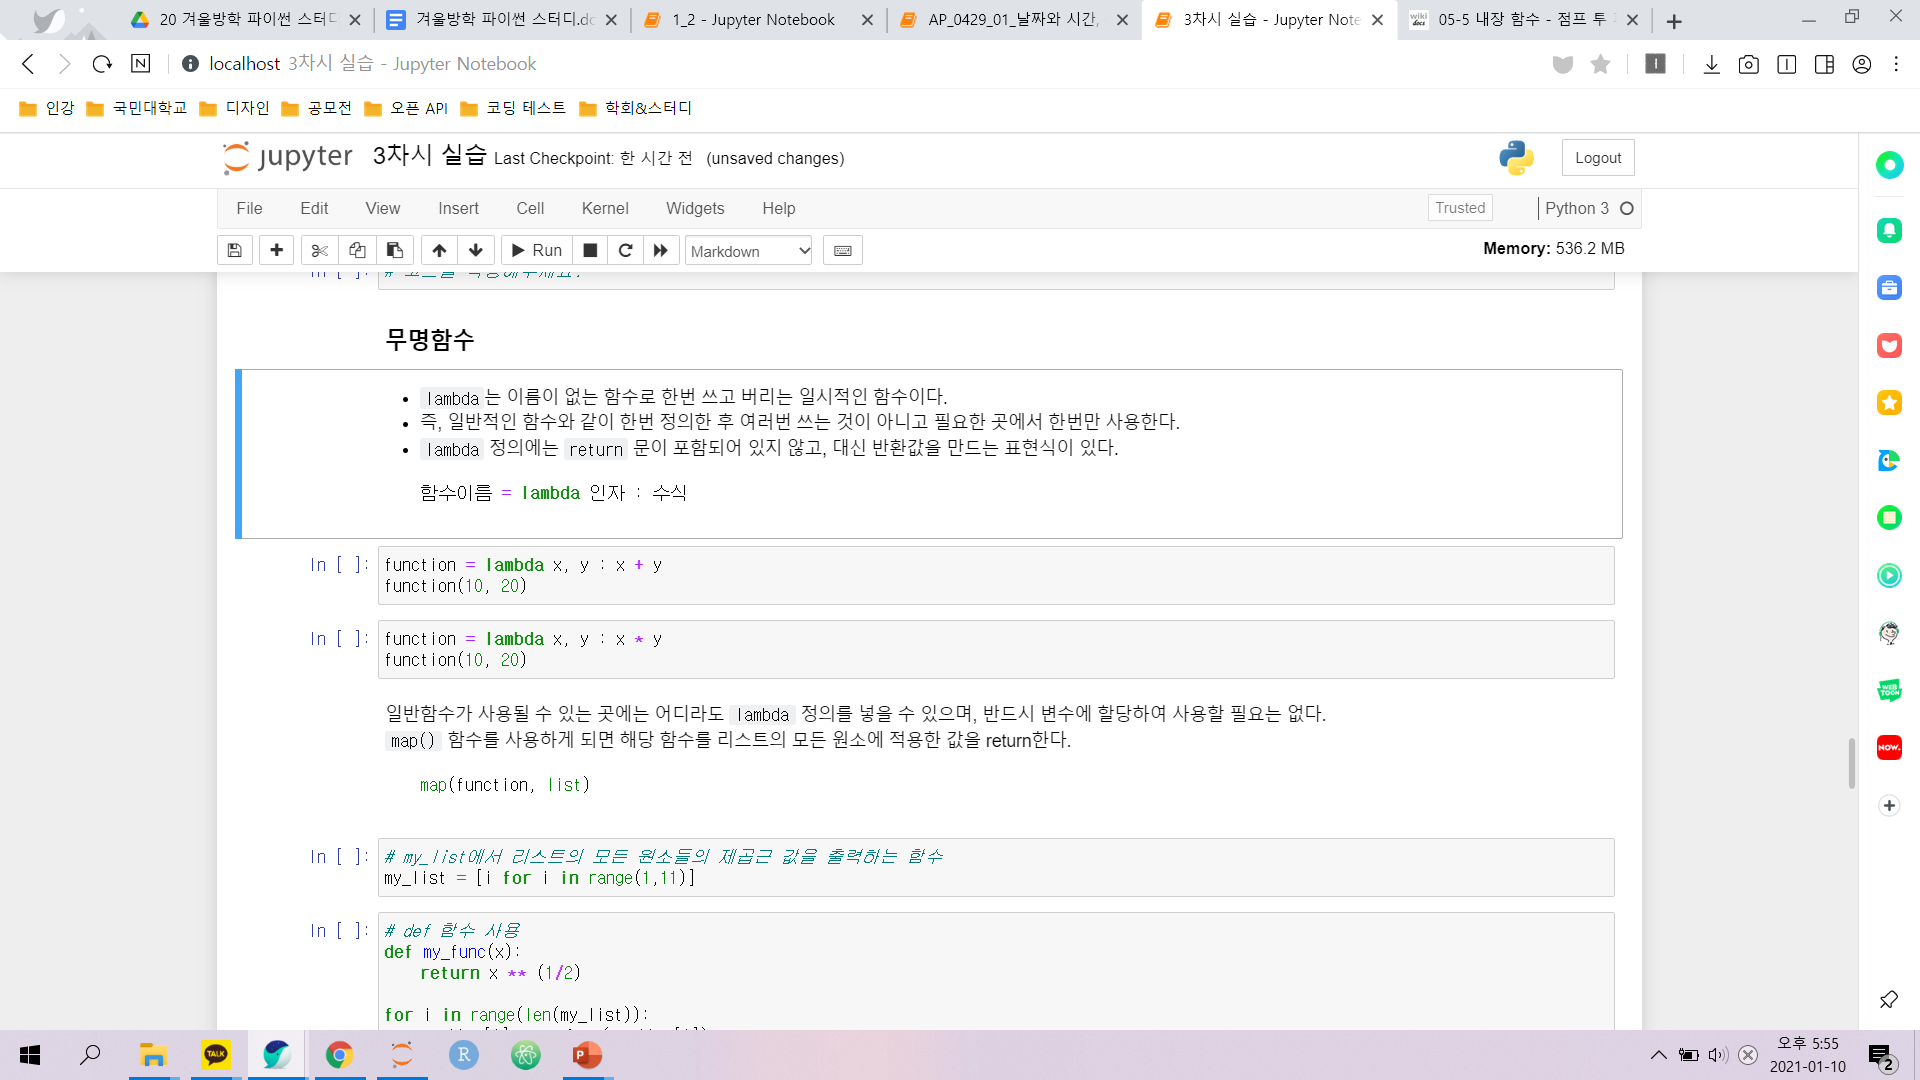 20 겨울방학 파이썬 스터디
겨울방학 파이썬 스터디.dc
1_2 - Jupyter Notebook
AP_0429_01_날짜와 시간,
3차시 실습 - Jupyter Note
05-5 내장 함수 - 점프 투
localhost 3차시 실습 - Jupyter Notebook
인강 국민대학교 디자인 공모전 오픈 API 코딩 테스트 학회&스터디
jupyter 3차시 실습 Last Checkpoint: 한 시간 전 (unsaved changes)
Logout
File Edit View Insert Cell Kernel Widgets Help
Trusted Python 3
Run Markdown
Memory: 536.2 MB
무명함수
lambda는 이름이 없는 함수로 한번 쓰고 버리는 일시적인 함수이다.
즉, 일반적인 함수와 같이 한번 정의한 후 여러번 쓰는 것이 아니고 필요한 곳에서 한번만 사용한다.
lambda 정의에는 return 문이 포함되어 있지 않고, 대신 반환값을 만드는 표현식이 있다.
함수이름 = lambda 인자 : 수식
In [ ]: function = lambda x, y : x + y
function(10, 20)
In [ ]: function = lambda x, y : x * y
function(10, 20)
일반함수가 사용될 수 있는 곳에는 어디라도 lambda 정의를 넣을 수 있으며, 반드시 변수에 할당하여 사용할 필요는 없다.
map() 함수를 사용하게 되면 해당 함수를 리스트의 모든 원소에 적용한 값을 return한다.
map(function, list)
In [ ]: # my_list에서 리스트의 모든 원소들의 제곱근 값을 출력하는 함수
my_list = [i for i in range(1,11)]
In [ ]: # def 함수 사용
def my_func(x):
return x ** (1/2)
for i in range(len(my_list)):
WEB TOON
NOW.
TALK
오후 5:55
2021-01-10
2